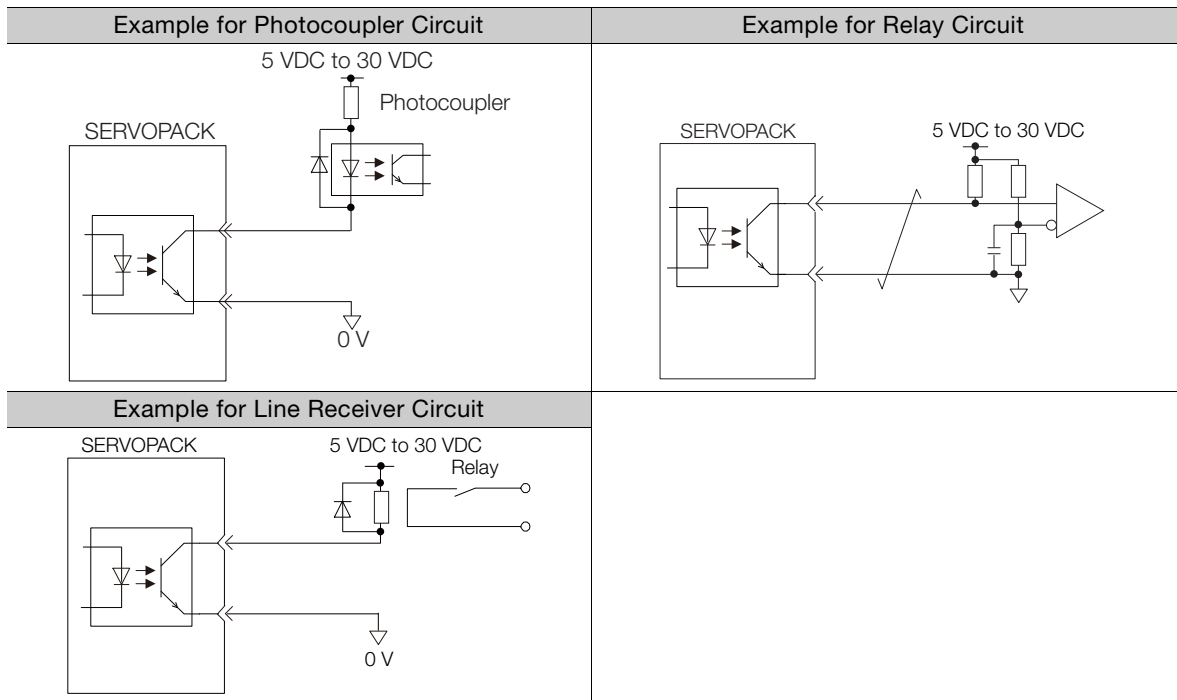 Example for Photocoupler Circuit
Example for Relay Circuit
5 VDC to 30 VDC
Photocoupler
SERVOPACK
0 V
SERVOPACK
5 VDC to 30 VDC
Example for Line Receiver Circuit
SERVOPACK
5 VDC to 30 VDC
Relay
0 V